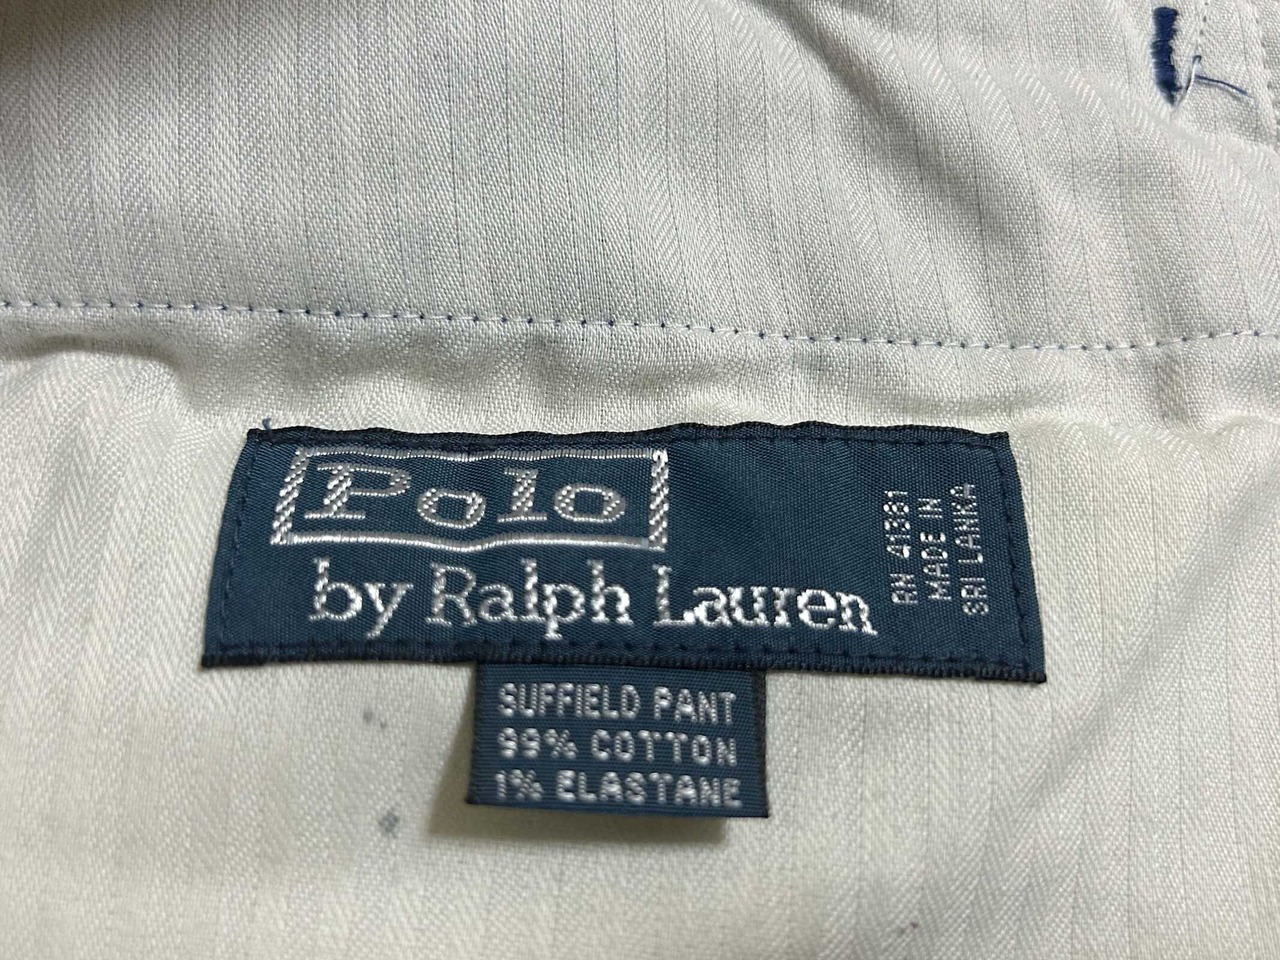 Polo
by Ralph Lauren
RN 41381
MADE IN
SRI LANKA
SUFFIELD PANT
99% COTTON
1% ELASTANE